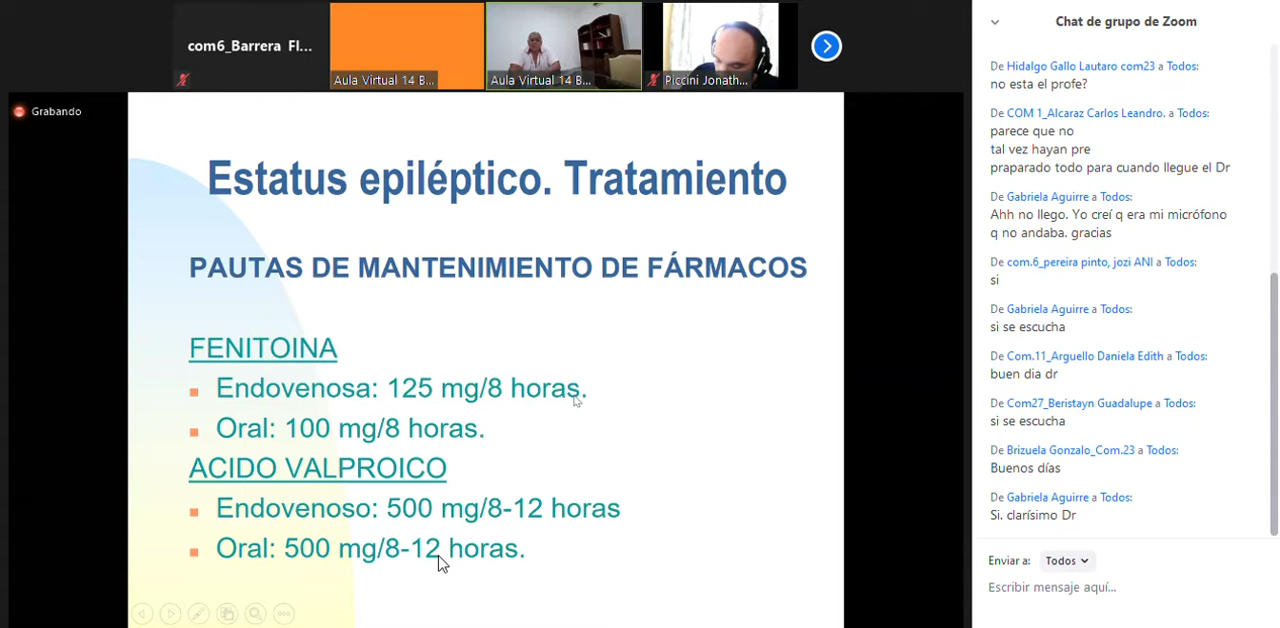 com6_Barrera Fl...
Aula Virtual 14 B...
Aula Virtual 14 B...
Piccini Jonath...
Grabando
Estatus epiléptico. Tratamiento
PAUTAS DE MANTENIMIENTO DE FÁRMACOS
FENITOINA
Endovenosa: 125 mg/8 horas.
Oral: 100 mg/8 horas.
ACIDO VALPROICO
Endovenoso: 500 mg/8-12 horas
Oral: 500 mg/8-12 horas.
Chat de grupo de Zoom
De Hidalgo Gallo Lautaro com23 a Todos:
no esta el profe?
De COM 1_Alcaraz Carlos Leandro. a Todos:
parece que no
tal vez hayan pre
praparado todo para cuando llegue el Dr
De Gabriela Aguirre a Todos:
Ahh no llego. Yo creí q era mi micrófono
q no andaba. gracias
De com.6_pereira pinto, jozi ANI a Todos:
si
De Gabriela Aguirre a Todos:
si se escucha
De Com.11_Arguello Daniela Edith a Todos:
buen dia dr
De Com27_Beristayn Guadalupe a Todos:
si se escucha
De Brizuela Gonzalo_Com.23 a Todos:
Buenos días
De Gabriela Aguirre a Todos:
Si. clarísimo Dr
Enviar a: Todos
Escribir mensaje aquí...